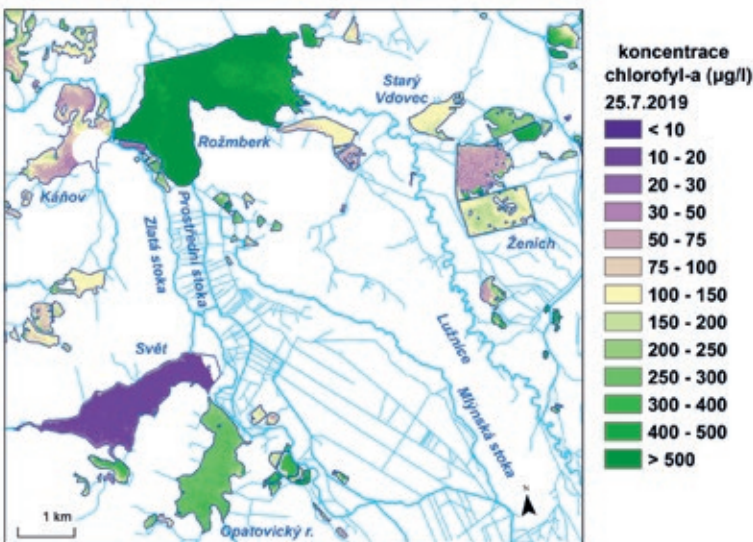 Starý
Vdovec
Rožmberk
Káňov
Zlatá stoka
Prostřední stoka
Ženich
Svět
Lužnice
Mlýnská stoka
Opatovický r.
1 km
N
koncentrace
chlorofyl-a (µg/l)
25.7.2019
< 10
10 - 20
20 - 30
30 - 50
50 - 75
75 - 100
100 - 150
150 - 200
200 - 250
250 - 300
300 - 400
400 - 500
> 500